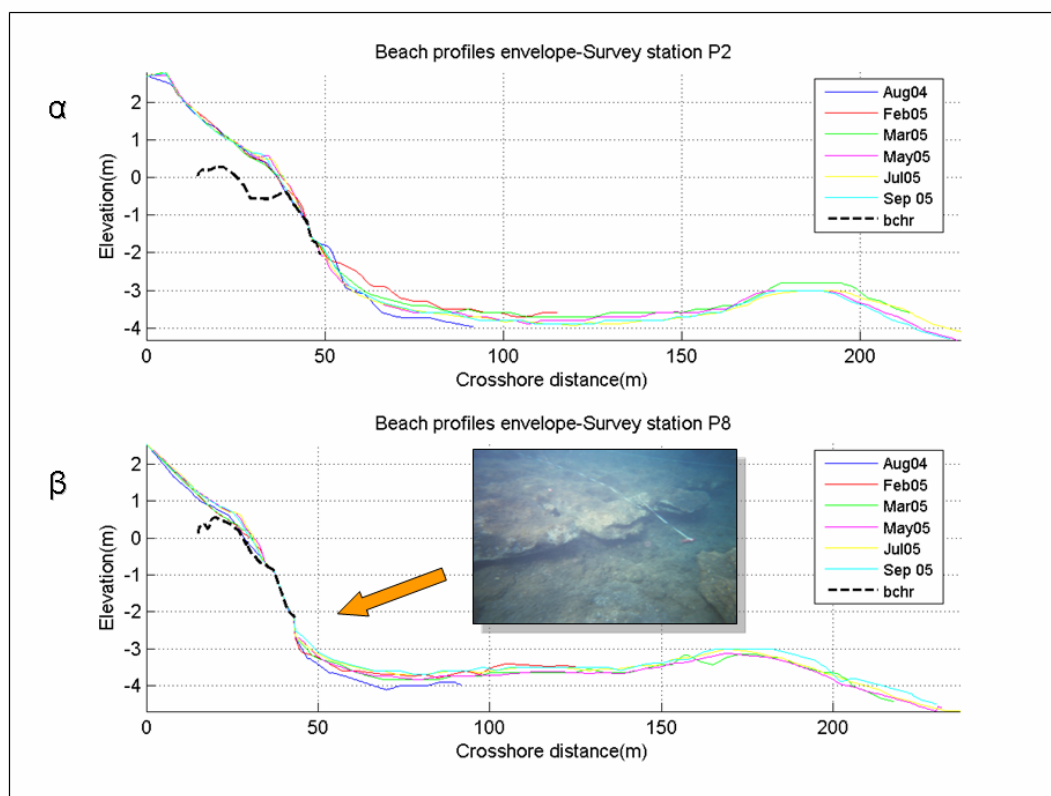 α
Beach profiles envelope-Survey station P2
Elevation(m)
2
1
0
-1
-2
-3
-4
0 50 100 150 200
Crosshore distance(m)
Aug04
Feb05
Mar05
May05
Jul05
Sep 05
bchr
β
Beach profiles envelope-Survey station P8
Elevation(m)
2
1
0
-1
-2
-3
-4
0 50 100 150 200
Crosshore distance(m)
Aug04
Feb05
Mar05
May05
Jul05
Sep 05
bchr